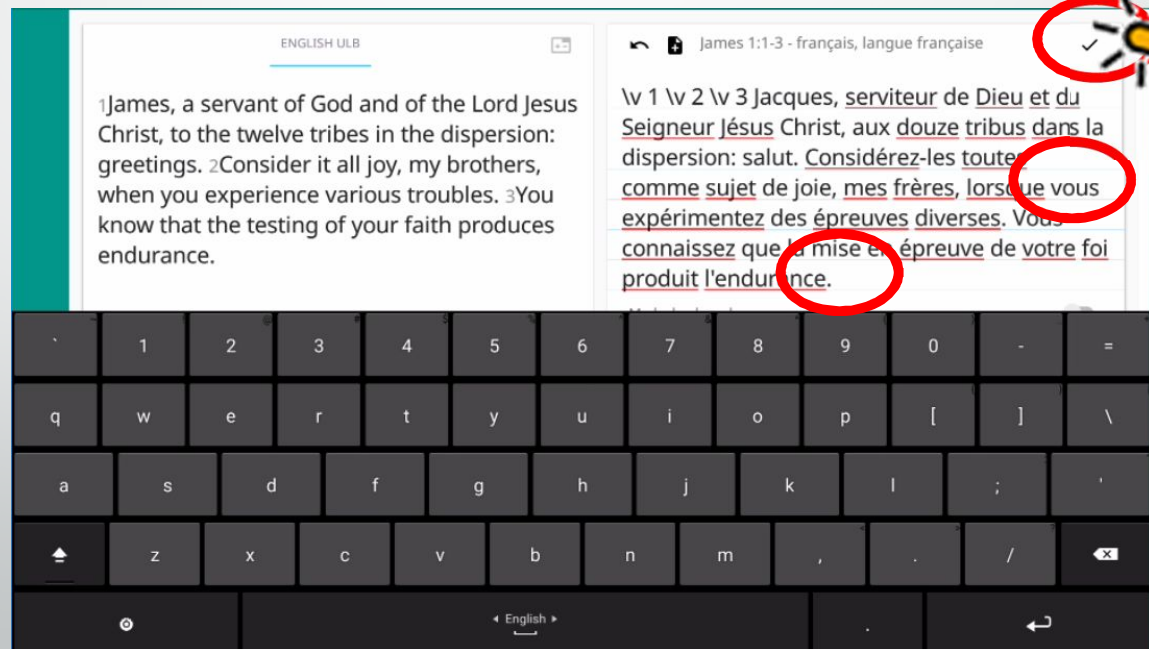 ENGLISH ULB
1James, a servant of God and of the Lord Jesus
Christ, to the twelve tribes in the dispersion:
greetings. 2Consider it all joy, my brothers,
when you experience various troubles. 3You
know that the testing of your faith produces
endurance.
James 1:1-3 - français, langue française
\v 1 \v 2 \v 3 Jacques, serviteur de Dieu et du
Seigneur Jésus Christ, aux douze tribus dans la
dispersion: salut. Considérez-les toutes
comme sujet de joie, mes frères, lorsque vous
expérimentez des épreuves diverses. Vous
connaissez que la mise en épreuve de votre foi
produit l'endurance.
` 1 2 3 4 5 6 7 8 9 0 - =
q w e r t y u i o p [ ] \
a s d f g h j k l ; '
z x c v b n m , . /
English .